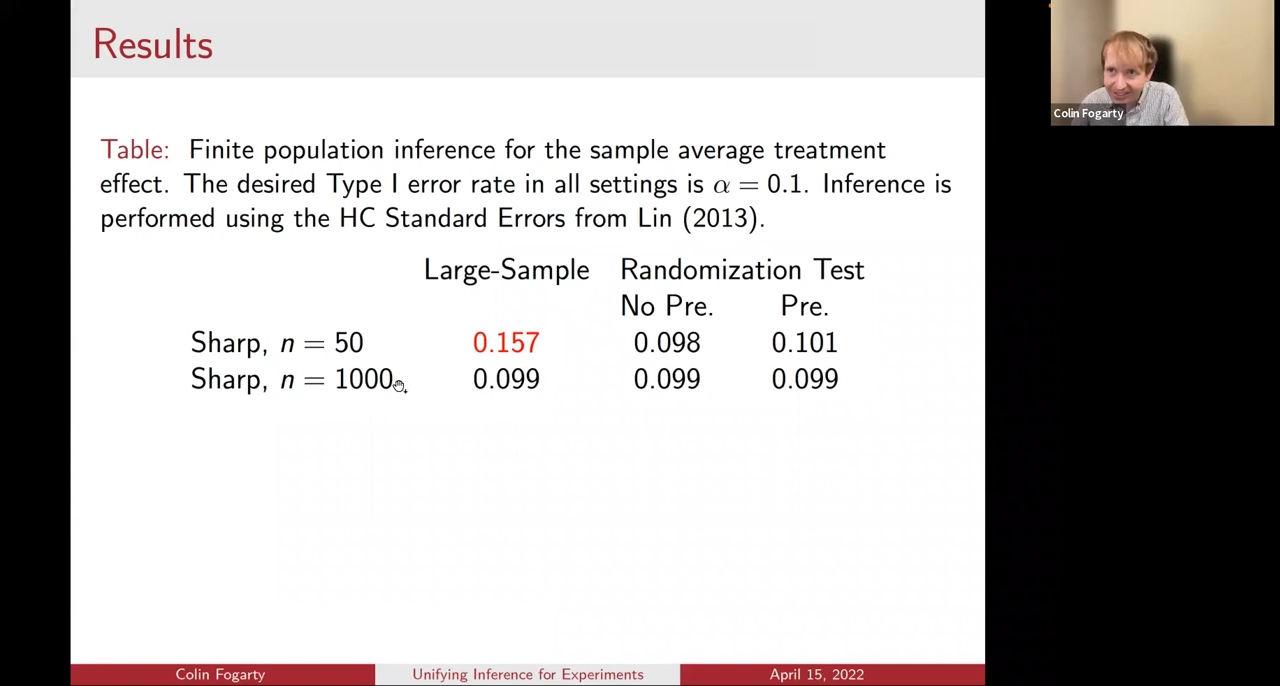 Results
Colin Fogarty
Table: Finite population inference for the sample average treatment
effect. The desired Type I error rate in all settings is α = 0.1. Inference is
performed using the HC Standard Errors from Lin (2013).
Large-Sample Randomization Test
No Pre. Pre.
Sharp, n = 50 0.157 0.098 0.101
Sharp, n = 1000 0.099 0.099 0.099
Colin Fogarty Unifying Inference for Experiments April 15, 2022